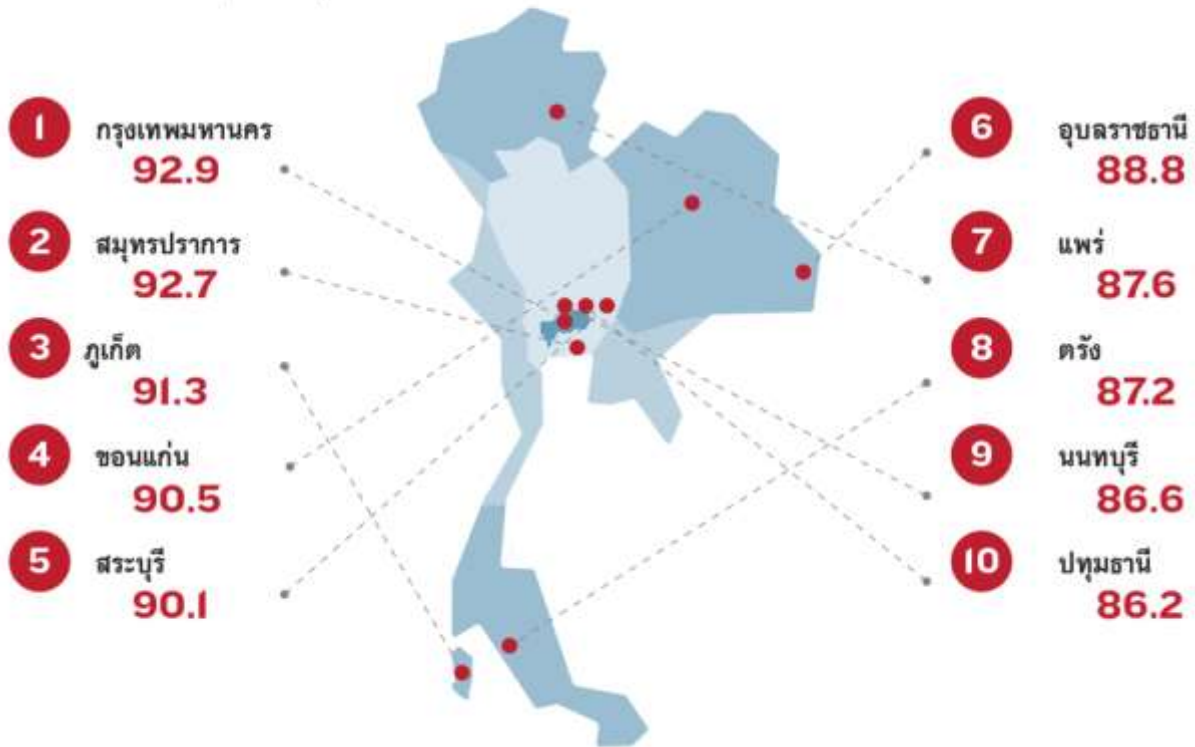 1 กรุงเทพมหานคร
92.9
2 สมุทรปราการ
92.7
3 ภูเก็ต
91.3
4 ขอนแก่น
90.5
5 สระบุรี
90.1
6 อุบลราชธานี
88.8
7 แพร่
87.6
8 ตรัง
87.2
9 นนทบุรี
86.6
10 ปทุมธานี
86.2